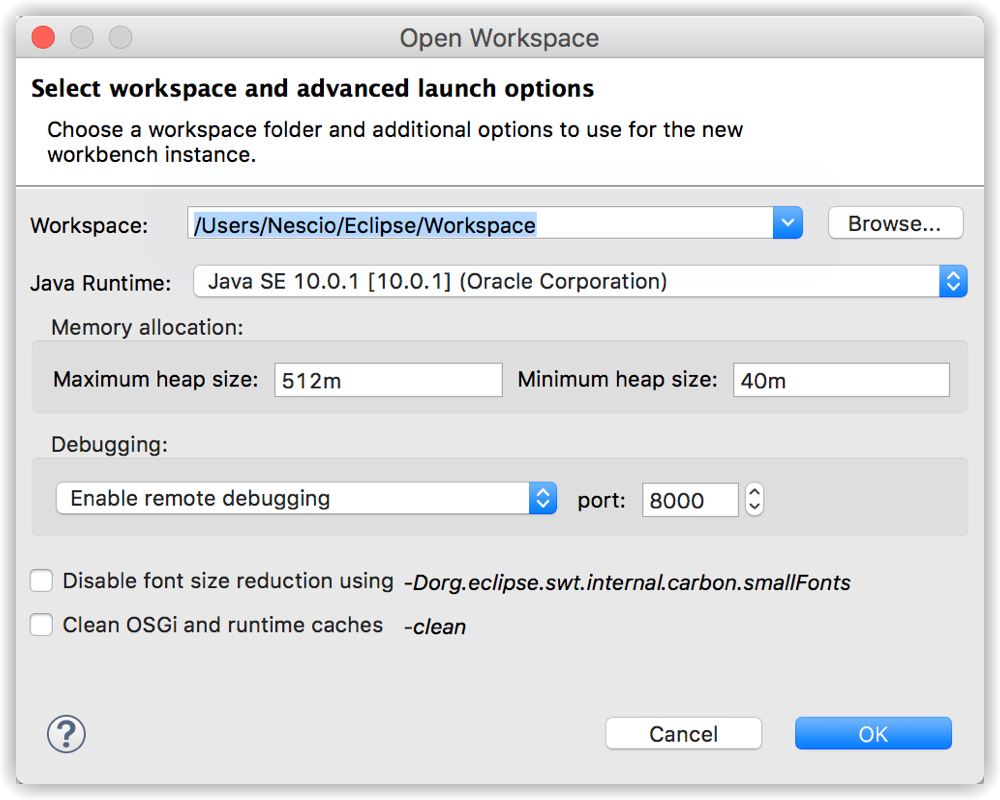 Open Workspace
Select workspace and advanced launch options
Choose a workspace folder and additional options to use for the new
workbench instance.
Workspace: /Users/Nescio/Eclipse/Workspace Browse...
Java Runtime: Java SE 10.0.1 [10.0.1] (Oracle Corporation)
Memory allocation:
Maximum heap size: 512m Minimum heap size: 40m
Debugging:
Enable remote debugging port: 8000
Disable font size reduction using -Dorg.eclipse.swt.internal.carbon.smallFonts
Clean OSGi and runtime caches -clean
? Cancel OK